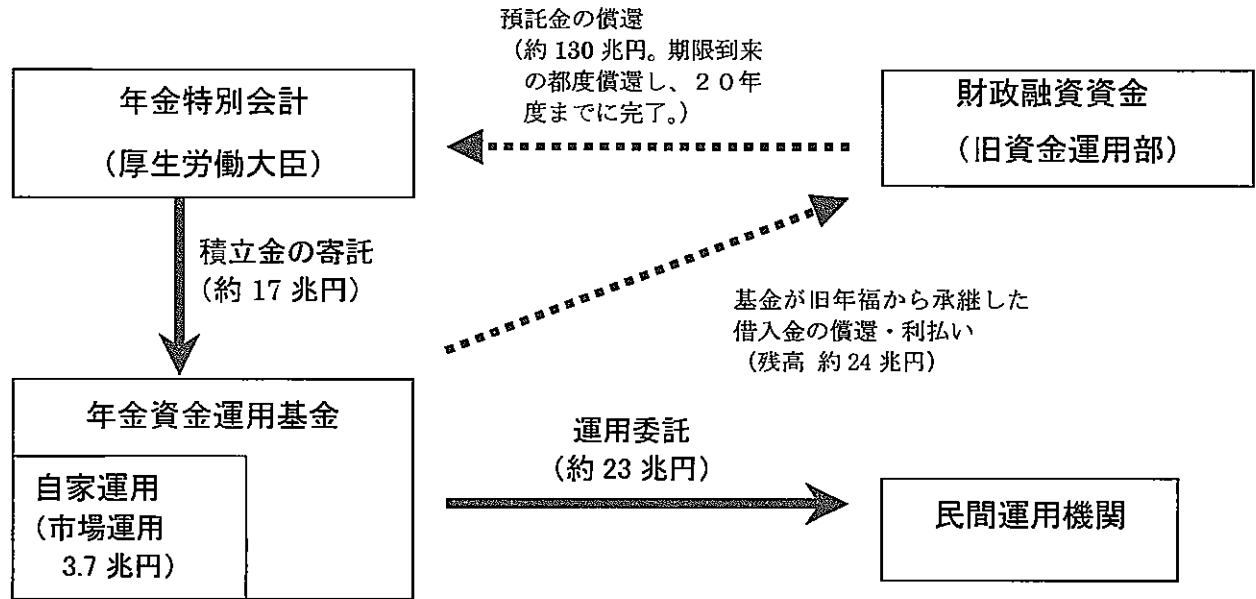 預託金の償還
（約 130 兆円。期限到来
の都度償還し、２０年
度までに完了。）
年金特別会計
（厚生労働大臣）
財政融資資金
（旧資金運用部）
積立金の寄託
（約 17 兆円）
基金が旧年福から承継した
借入金の償還・利払い
（残高 約 24 兆円）
年金資金運用基金
自家運用
（市場運用
3.7 兆円）
運用委託
（約 23 兆円）
民間運用機関